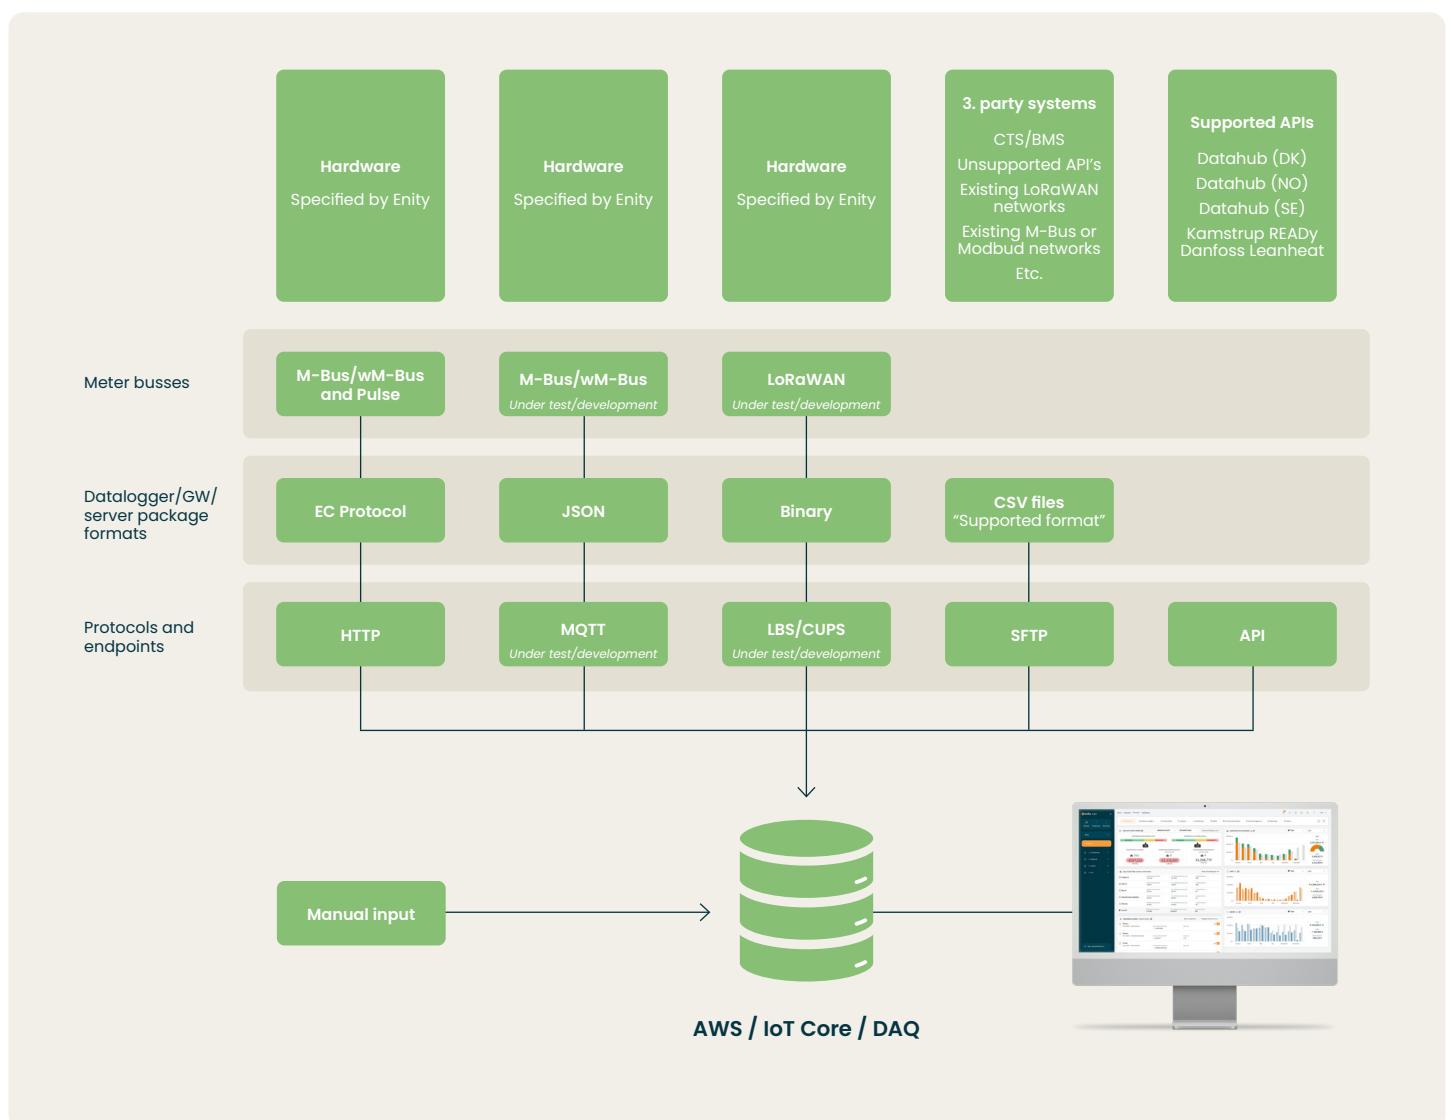 Hardware
Specified by Enity
Hardware
Specified by Enity
Hardware
Specified by Enity
3. party systems
CTS/BMS
Unsupported API's
Existing LoRaWAN
networks
Existing M-Bus or
Modbud networks
Etc.
Supported APIs
Datahub (DK)
Datahub (NO)
Datahub (SE)
Kamstrup READy
Danfoss Leanheat
Meter busses
M-Bus/wM-Bus
and Pulse
M-Bus/wM-Bus
Under test/development
LoRaWAN
Under test/development
Datalogger/GW/
server package
formats
EC Protocol
JSON
Binary
CSV files
“Supported format”
Protocols and
endpoints
HTTP
MQTT
Under test/development
LBS/CUPS
Under test/development
SFTP
API
Manual input
AWS / IoT Core / DAQ